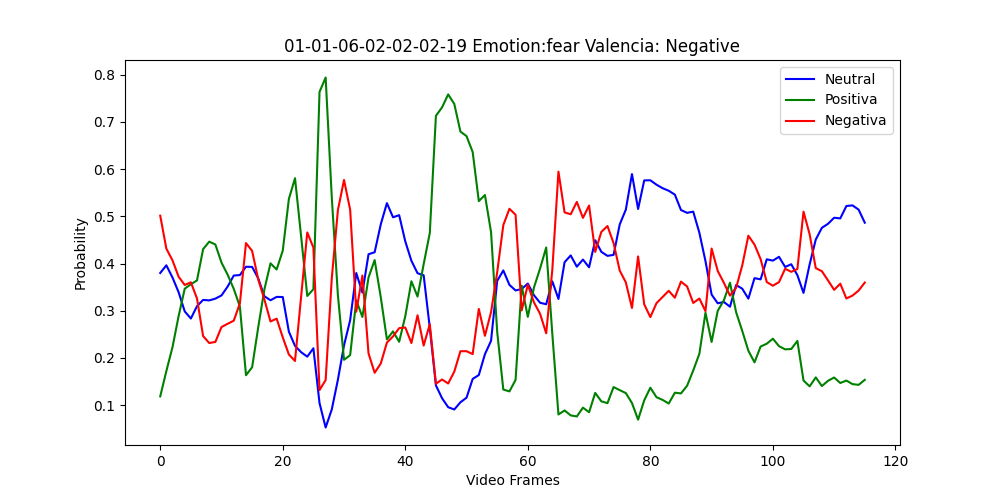 01-01-06-02-02-02-19 Emotion:fear Valencia: Negative
Neutral
Positiva
Negativa
Probability
0.8
0.7
0.6
0.5
0.4
0.3
0.2
0.1
0 20 40 60 80 100 120
Video Frames